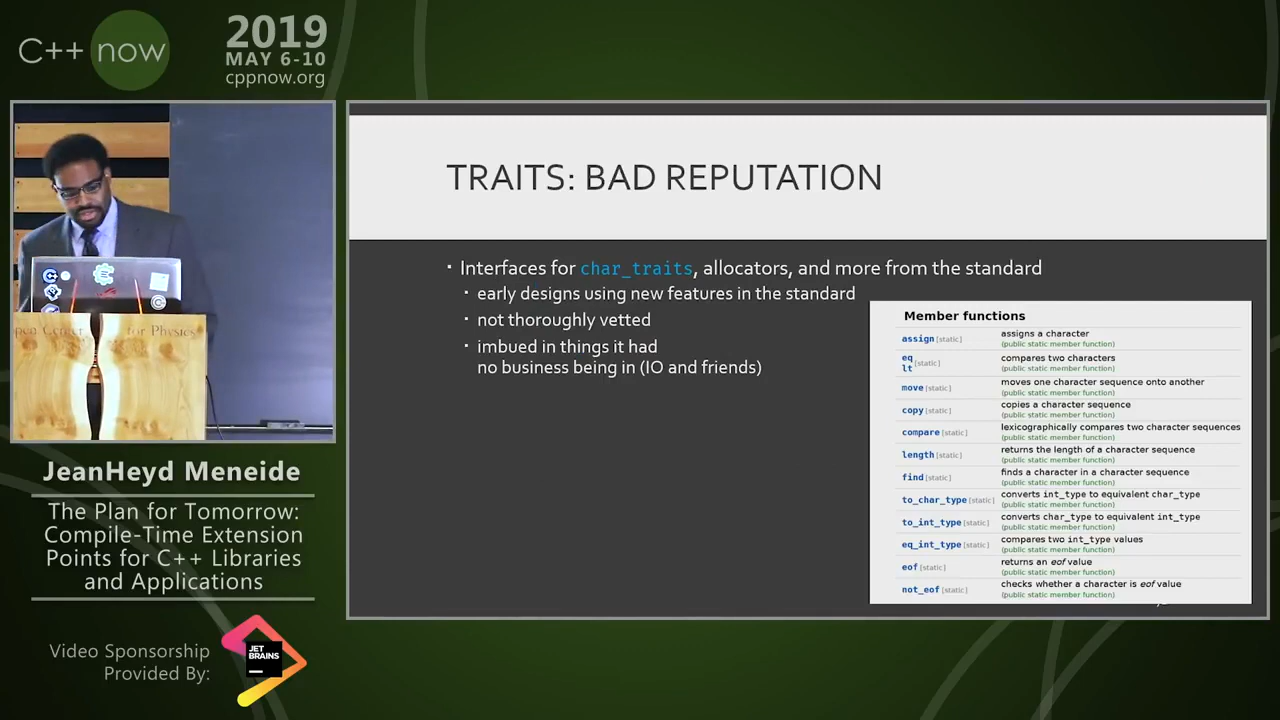 C++ now
2019
MAY 6-10
cppnow.org
TRAITS: BAD REPUTATION
▪ Interfaces for char_traits, allocators, and more from the standard
▪ early designs using new features in the standard
▪ not thoroughly vetted
▪ imbued in things it had
no business being in (IO and friends)
Member functions
assign [static] assigns a character
(public static member function)
eq
lt [static] compares two characters
(public static member function)
move [static] moves one character sequence onto another
(public static member function)
copy [static] copies a character sequence
(public static member function)
compare [static] lexicographically compares two character sequences
(public static member function)
length [static] returns the length of a character sequence
(public static member function)
find [static] finds a character in a character sequence
(public static member function)
to_char_type [static] converts int_type to equivalent char_type
(public static member function)
to_int_type [static] converts char_type to equivalent int_type
(public static member function)
eq_int_type [static] compares two int_type values
(public static member function)
eof [static] returns an eof value
(public static member function)
not_eof [static] checks whether a character is eof value
(public static member function)
for Physics
JeanHeyd Meneide
The Plan for Tomorrow:
Compile-Time Extension
Points for C++ Libraries
and Applications
Video Sponsorship
Provided By:
JET
BRAINS